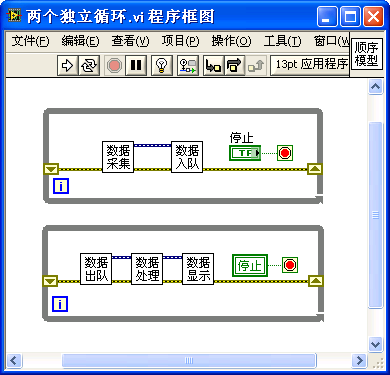 两个独立循环.vi 程序框图
文件(F) 编辑(E) 查看(V) 项目(P) 操作(O) 工具(T) 窗口(W
13pt 应用程序
顺序
模型
停止
数据
采集
数据
入队
TF
i
数据
出队
数据
处理
数据
显示
停止
i